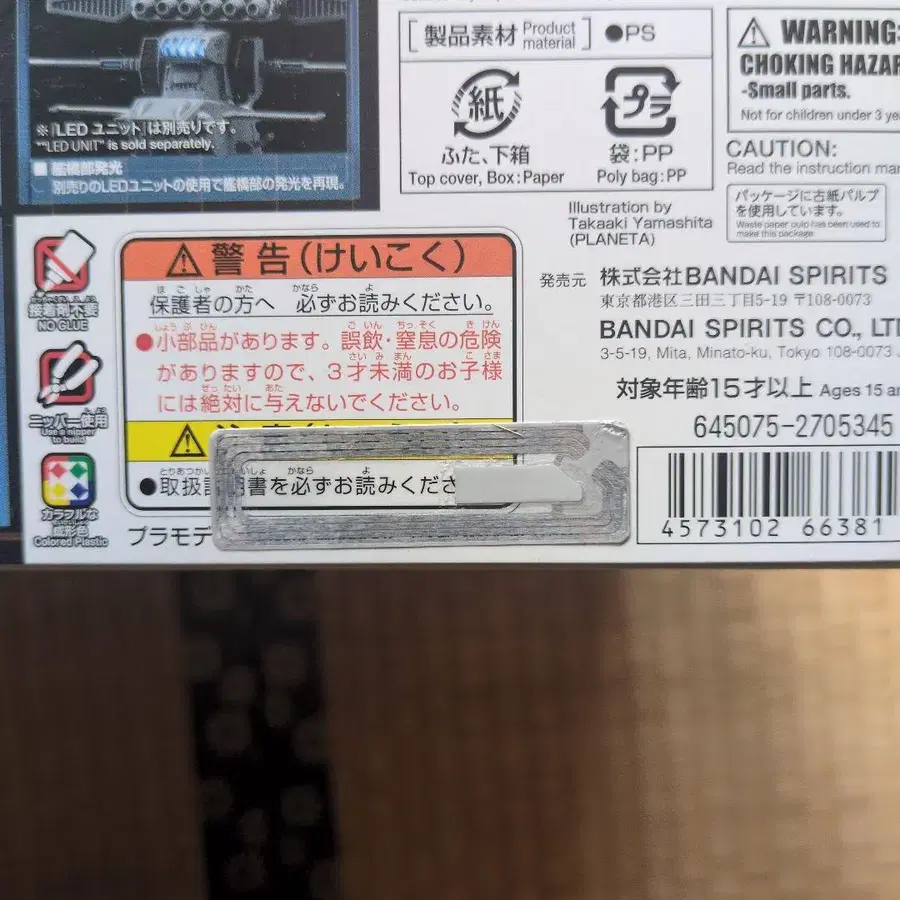 ※『LEDユニット』は別売りです。
*"LED UNIT" is sold separately.
■艦橋部発光
別売りのLEDユニットの使用で艦橋部の発光を再現。
製品素材 Product material ●PS
紙
プラ
ふた、下箱
Top cover, Box:Paper
袋:PP
Poly bag:PP
WARNING:
CHOKING HAZAR
-Small parts.
Not for children under 3 ye
CAUTION:
Read the instruction man
パッケージに古紙パルプ
を使用しています。
Waste paper pulp has been used to
make this package.
Illustration by
Takaaki Yamashita
(PLANETA)
発売元 株式会社BANDAI SPIRITS
東京都港区三田三丁目5-19 〒108-0073
BANDAI SPIRITS CO., LT
3-5-19, Mita, Minato-ku, Tokyo 108-0073
対象年齢15才以上 Ages 15 a
645075-2705345
4573102 66381
接着剤不要
NO GLUE
ニッパー使用
Use a nipper
to build
カラフルな
成形色
Colored Plastic
警告(けいこく)
保護者の方へ 必ずお読みください。
●小部品があります。誤飲・窒息の危険
がありますので、3才未満のお子様
には絶対に与えないでください。
●取扱説明書を必ずお読みくださ
プラモデ